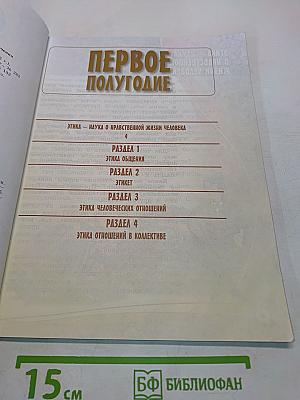 ПЕРВОЕ
ПОЛУГОДИЕ
ЭТИКА — НАУКА О НРАВСТВЕННОЙ ЖИЗНИ ЧЕЛОВЕКА
4
РАЗДЕЛ 1
ЭТИКА ОБЩЕНИЯ
РАЗДЕЛ 2
ЭТИКЕТ
РАЗДЕЛ 3
ЭТИКА ЧЕЛОВЕЧЕСКИХ ОТНОШЕНИЙ
РАЗДЕЛ 4
ЭТИКА ОТНОШЕНИЙ В КОЛЛЕКТИВЕ
15 см
БФ БИБЛИОФАН